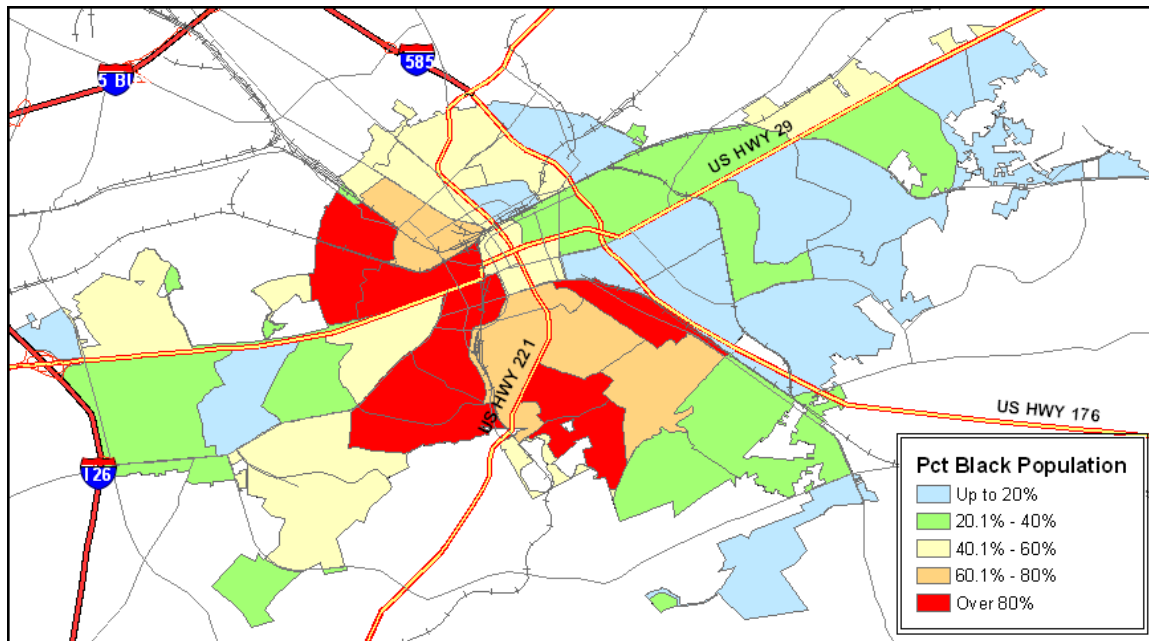 585
5 BL
US HWY 29
US HWY 221
US HWY 176
I 26
Pct Black Population
Up to 20%
20.1% - 40%
40.1% - 60%
60.1% - 80%
Over 80%